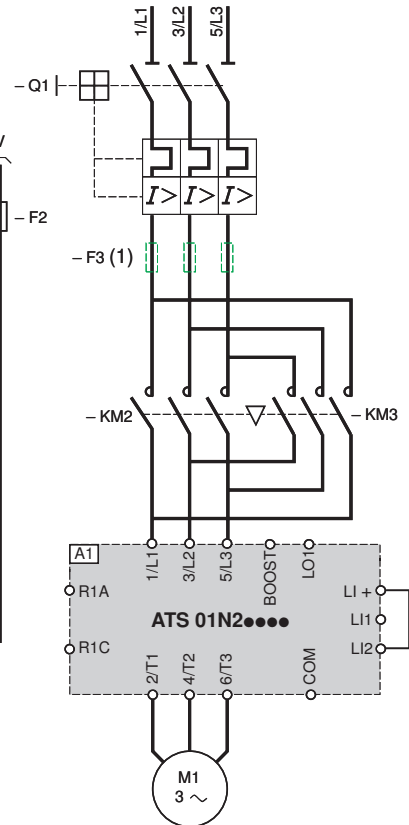 1/L1 3/L2 5/L3
– Q1
V
– F2
I> I> I>
– F3 (1)
– KM2
– KM3
A1
1/L1 3/L2 5/L3 BOOST LO1
R1A
LI +
ATS 01N2●●●●
LI1
R1C
LI2
2/T1 4/T2 6/T3 COM
M1
3 ~